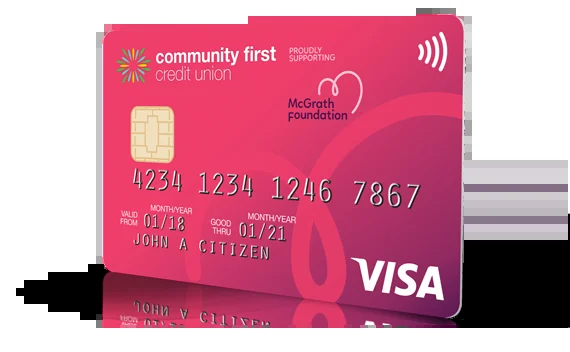 community first
credit union
PROUDLY
SUPPORTING
McGrath
foundation
4234 1234 1246 7867
MONTH/YEAR MONTH/YEAR
VALID
FROM 01/18 GOOD
THRU 01/21
JOHN A CITIZEN
VISA